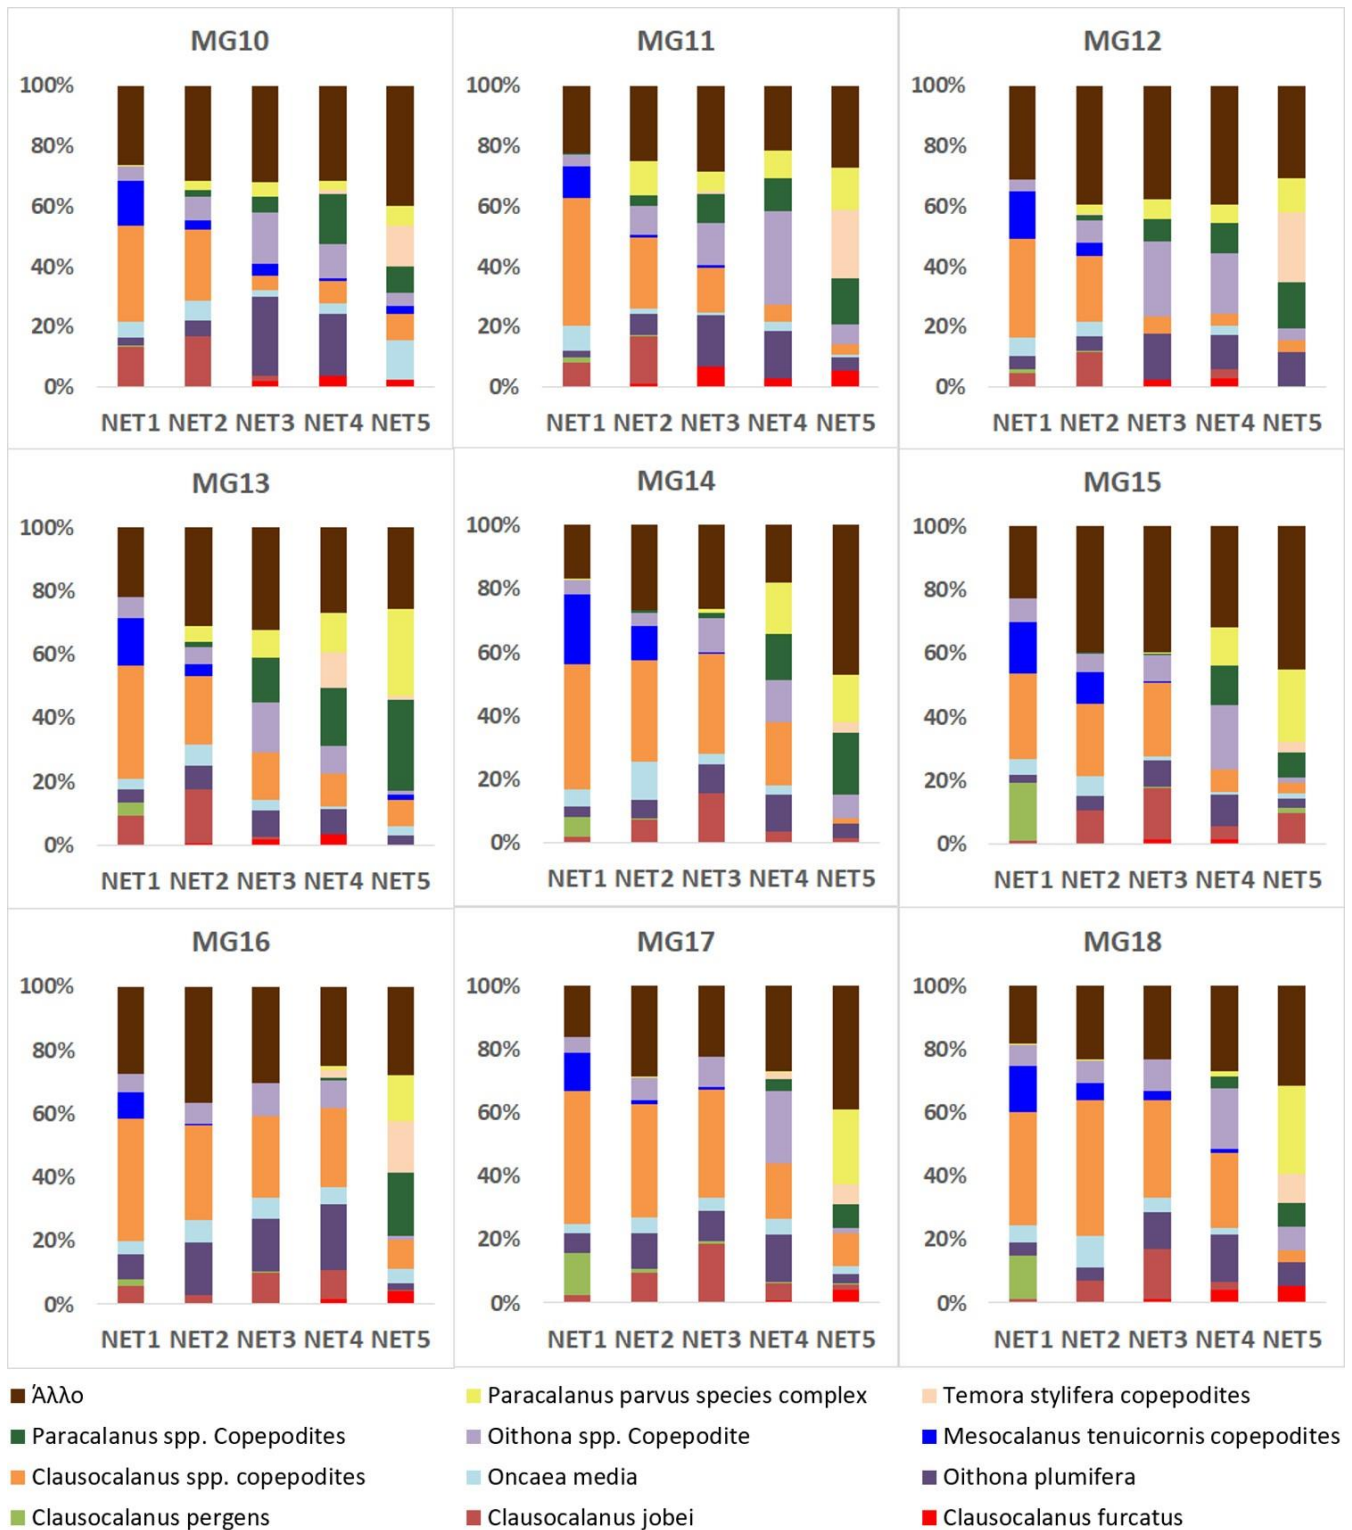 MG10
MG11
MG12
100%
80%
60%
40%
20%
0%
NET1 NET2 NET3 NET4 NET5
100%
80%
60%
40%
20%
0%
NET1 NET2 NET3 NET4 NET5
100%
80%
60%
40%
20%
0%
NET1 NET2 NET3 NET4 NET5
MG13
MG14
MG15
100%
80%
60%
40%
20%
0%
NET1 NET2 NET3 NET4 NET5
100%
80%
60%
40%
20%
0%
NET1 NET2 NET3 NET4 NET5
100%
80%
60%
40%
20%
0%
NET1 NET2 NET3 NET4 NET5
MG16
MG17
MG18
100%
80%
60%
40%
20%
0%
NET1 NET2 NET3 NET4 NET5
100%
80%
60%
40%
20%
0%
NET1 NET2 NET3 NET4 NET5
100%
80%
60%
40%
20%
0%
NET1 NET2 NET3 NET4 NET5
Άλλο
Paracalanus parvus species complex
Temora stylifera copepodites
Paracalanus spp. Copepodites
Oithona spp. Copepodite
Mesocalanus tenuicornis copepodites
Clausocalanus spp. copepodites
Oncaea media
Oithona plumifera
Clausocalanus pergens
Clausocalanus jobei
Clausocalanus furcatus